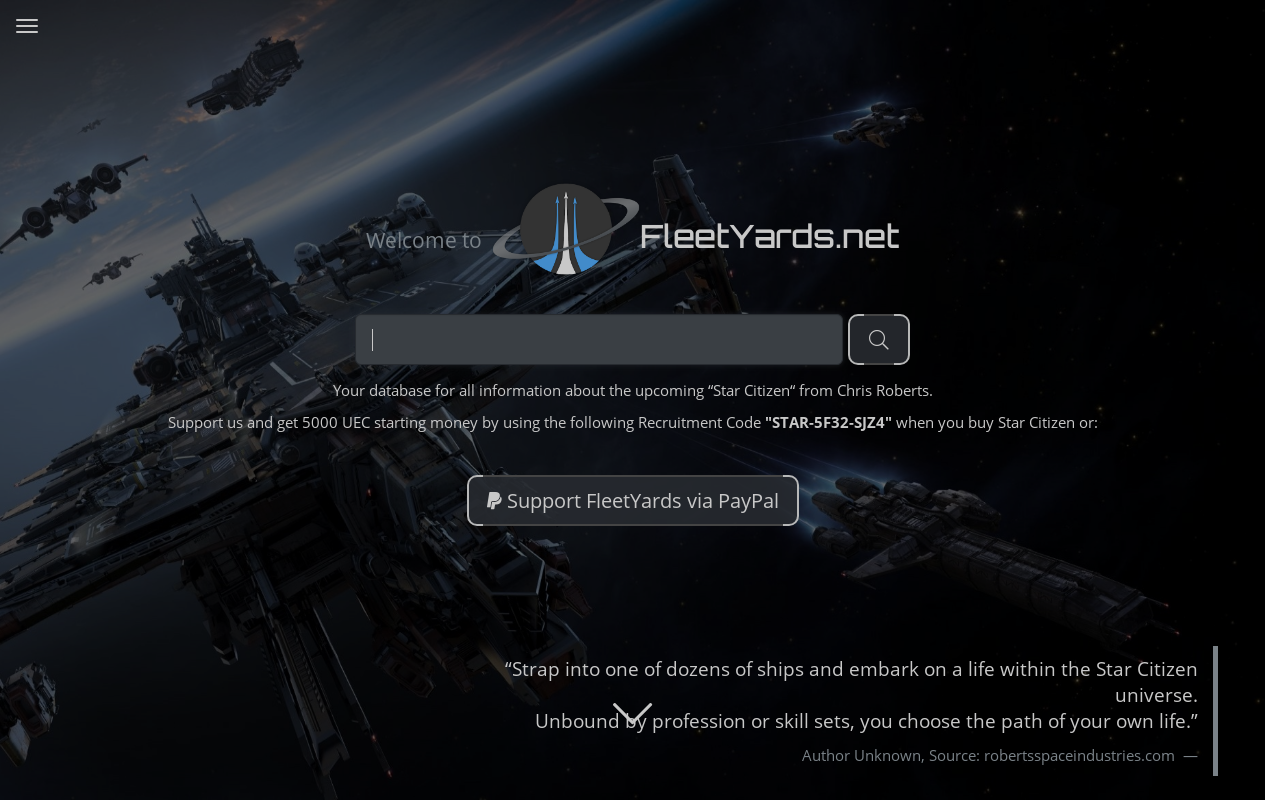 Welcome to FleetYards.net
Your database for all information about the upcoming “Star Citizen“ from Chris Roberts.
Support us and get 5000 UEC starting money by using the following Recruitment Code "STAR-5F32-SJZ4" when you buy Star Citizen or:
Support FleetYards via PayPal
“Strap into one of dozens of ships and embark on a life within the Star Citizen
universe.
Unbound by profession or skill sets, you choose the path of your own life.”
Author Unknown, Source: robertsspaceindustries.com —